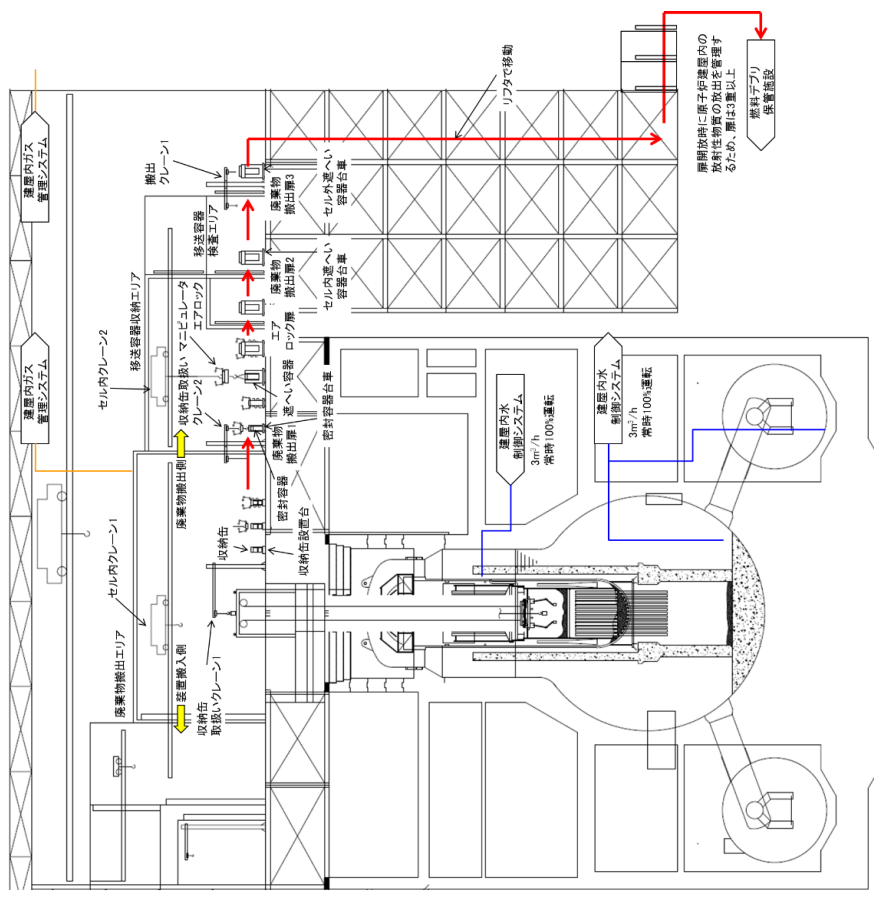 建屋内ガス
管理システム
建屋内ガス
管理システム
搬出
クレーン1
移送容器
検査エリア
廃棄物
搬出扉3
セル外遮へい
容器台車
リフタで移動
扉開放時に原子炉建屋内の
放射性物質の放出を管理す
るため、扉は3重以上
燃料デブリ
保管施設
移送容器収納エリア
セル内クレーン2
マニピュレータ
エアロック
収納缶取扱い
クレーン2
廃棄物
搬出扉2
セル内遮へい
容器台車
エア
ロック扉
遮へい容器
密封容器台車
廃棄物
搬出扉1
密封容器
廃棄物搬出側
収納缶
収納缶設置台
セル内クレーン1
廃棄物搬出エリア
装置搬入側
収納缶
取扱いクレーン1
建屋内水
制御システム
3m³/h
常時100%運転
建屋内水
制御システム
3m³/h
常時100%運転